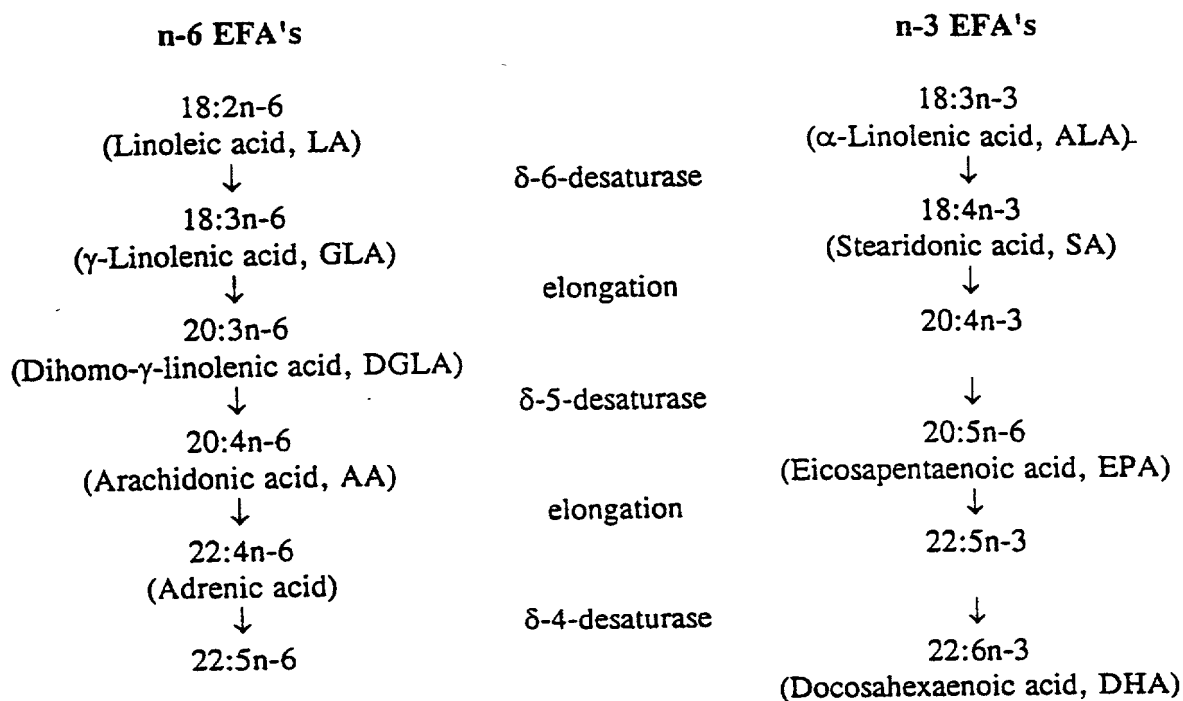 n-6 EFA's
18:2n-6
(Linoleic acid, LA)
↓
18:3n-6
(γ-Linolenic acid, GLA)
↓
20:3n-6
(Dihomo-γ-linolenic acid, DGLA)
↓
20:4n-6
(Arachidonic acid, AA)
↓
22:4n-6
(Adrenic acid)
↓
22:5n-6
δ-6-desaturase
elongation
δ-5-desaturase
elongation
δ-4-desaturase
n-3 EFA's
18:3n-3
(α-Linolenic acid, ALA)
↓
18:4n-3
(Stearidonic acid, SA)
↓
20:4n-3
↓
20:5n-6
(Eicosapentaenoic acid, EPA)
↓
22:5n-3
↓
22:6n-3
(Docosahexaenoic acid, DHA)